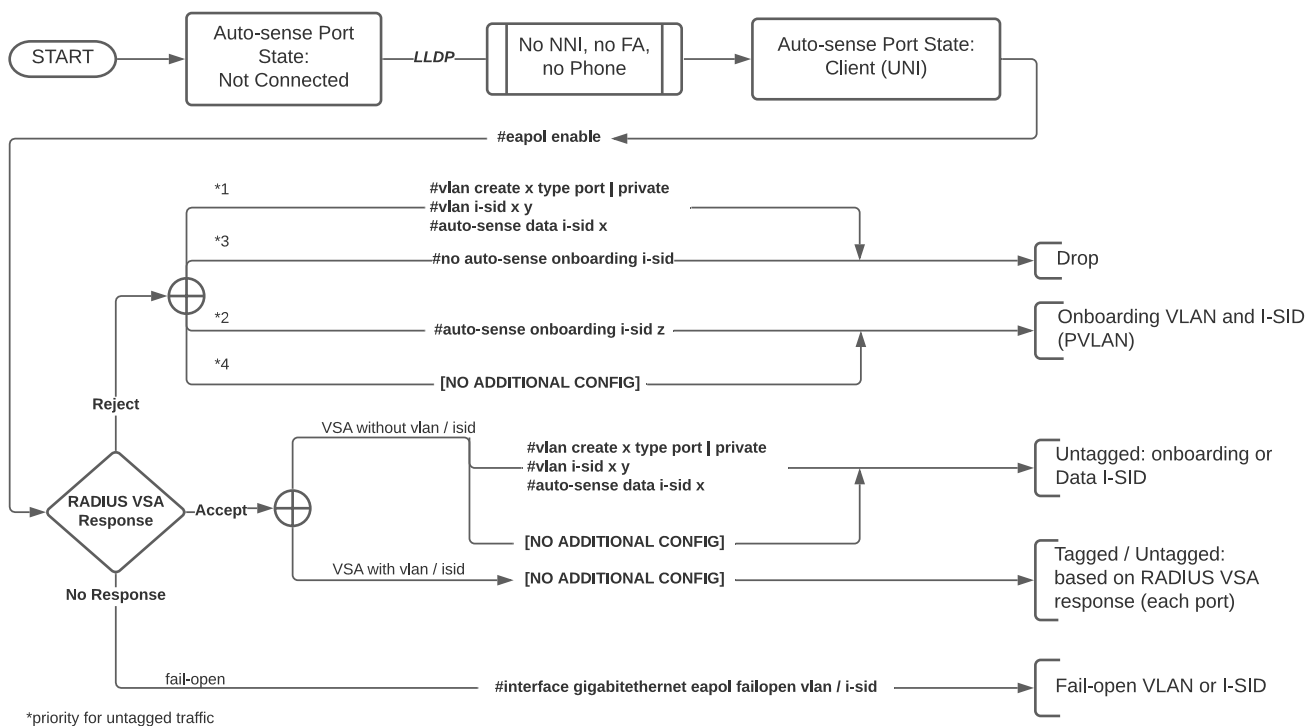 START
Auto-sense Port
State:
Not Connected
LLDP
No NNI, no FA,
no Phone
Auto-sense Port State:
Client (UNI)
#eapol enable
*1
#vlan create x type port | private
#vlan i-sid x y
#auto-sense data i-sid x
*3
#no auto-sense onboarding i-sid
Drop
*2
#auto-sense onboarding i-sid z
Onboarding VLAN and I-SID
(PVLAN)
*4
[NO ADDITIONAL CONFIG]
Reject
RADIUS VSA
Response
Accept
VSA without vlan / isid
#vlan create x type port | private
#vlan i-sid x y
#auto-sense data i-sid x
Untagged: onboarding or
Data I-SID
[NO ADDITIONAL CONFIG]
VSA with vlan / isid
[NO ADDITIONAL CONFIG]
Tagged / Untagged:
based on RADIUS VSA
response (each port)
No Response
fail-open
#interface gigabitethernet eapol failopen vlan / i-sid
Fail-open VLAN or I-SID
*priority for untagged traffic